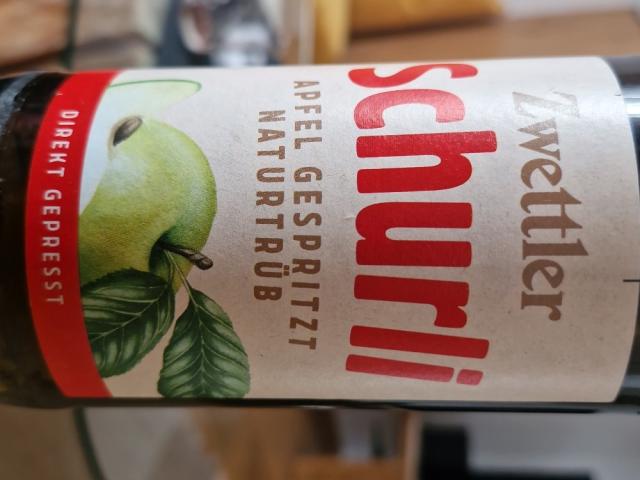 Zwettler
Schurli
APFEL GESPRITZT
NATURTRÜB
DIREKT GEPRESST